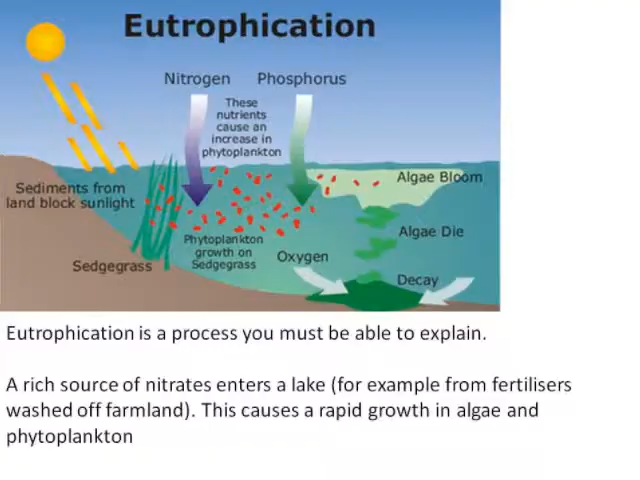 Eutrophication
Nitrogen Phosphorus
These
nutrients
cause an
increase in
phytoplankton
Algae Bloom
Sediments from
land block sunlight
Algae Die
Phytoplankton
growth on
Sedgegrass
Oxygen
Sedgegrass
Decay
Eutrophication is a process you must be able to explain.
A rich source of nitrates enters a lake (for example from fertilisers
washed off farmland). This causes a rapid growth in algae and
phytoplankton